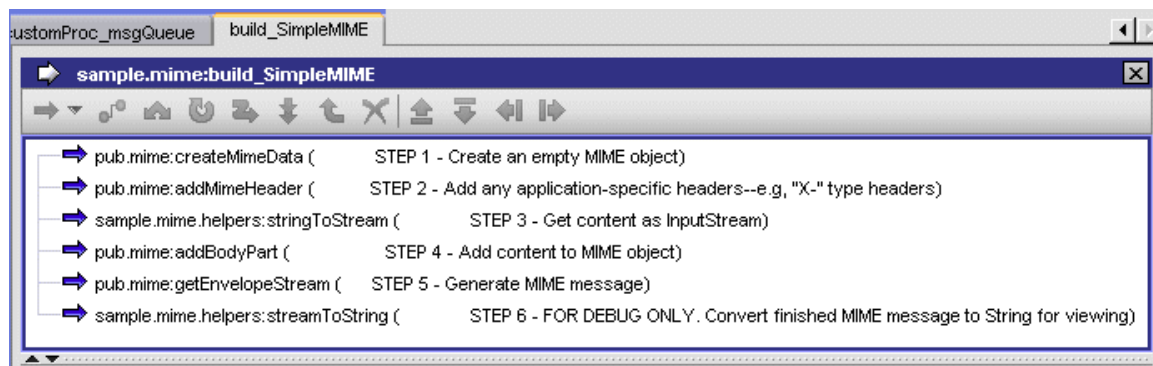 ustomProc_msgQueue build_SimpleMIME
sample.mime:build_SimpleMIME
pub.mime:createMimeData ( STEP 1 - Create an empty MIME object)
pub.mime:addMimeHeader ( STEP 2 - Add any application-specific headers--e.g, "X-" type headers)
sample.mime.helpers:stringToStream ( STEP 3 - Get content as InputStream)
pub.mime:addBodyPart ( STEP 4 - Add content to MIME object)
pub.mime:getEnvelopeStream ( STEP 5 - Generate MIME message)
sample.mime.helpers:streamToString ( STEP 6 - FOR DEBUG ONLY. Convert finished MIME message to String for viewing)